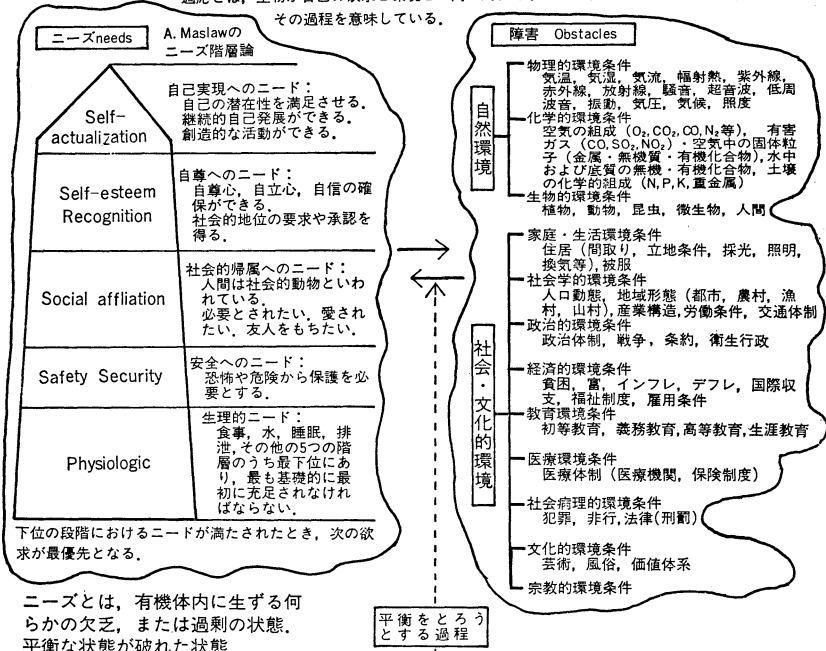 その過程を意味している.
ニーズneeds
A. Maslawの
ニーズ階層論
Self-
actualization
自己実現へのニード：
自己の潜在性を満足させる.
継続的自己発展ができる.
創造的な活動ができる.
Self-esteem
Recognition
自尊へのニード：
自尊心, 自立心, 自信の確
保ができる.
社会的地位の要求や承認を
得る.
Social affliation
社会的帰属へのニード：
人間は社会的動物といわ
れている.
必要とされたい. 愛され
たい. 友人をもちたい.
Safety Security
安全へのニード：
恐怖や危険から保護を必
要とする.
Physiologic
生理的ニード：
食事, 水, 睡眠, 排
泄, その他の5つの階
層のうち最下位にあ
り, 最も基礎的に最
初に充足されなけれ
ばならない.
下位の段階におけるニードが満たされたとき, 次の欲
求が最優先となる.
ニーズとは, 有機体内に生ずる何
らかの欠乏, または過剰の状態.
平衡な状態が破れた状態
平衡をとろう
とする過程
障害 Obstacles
自然環境
物理的環境条件
気温, 気湿, 気流, 幅射熱, 紫外線,
赤外線, 放射線, 騒音, 超音波, 低周
波音, 振動, 気圧, 気候, 照度
化学的環境条件
空気の組成 (O₂, CO₂, CO, N₂等), 有害
ガス (CO, SO₂, NO₂)・空気中の固体粒
子 (金属・無機質・有機化合物), 水中
および底質の無機・有機化合物, 土壌
の化学的組成 (N, P, K, 重金属)
生物的環境条件
植物, 動物, 昆虫, 微生物, 人間
社会・文化的環境
家庭・生活環境条件
住居 (間取り, 立地条件, 採光, 照明,
換気等), 被服
社会学的環境条件
人口動態, 地域形態 (都市, 農村, 漁
村, 山村), 産業構造, 労働条件, 交通体制
政治的環境条件
政治体制, 戦争, 条約, 衛生行政
経済的環境条件
貧困, 富, インフレ, デフレ, 国際収
支, 福祉制度, 雇用条件
教育環境条件
初等教育, 義務教育, 高等教育, 生涯教育
医療環境条件
医療体制 (医療機関, 保険制度)
社会病理的環境条件
犯罪, 非行, 法律 (刑罰)
文化的環境条件
芸術, 風俗, 価値体系
宗教的環境条件